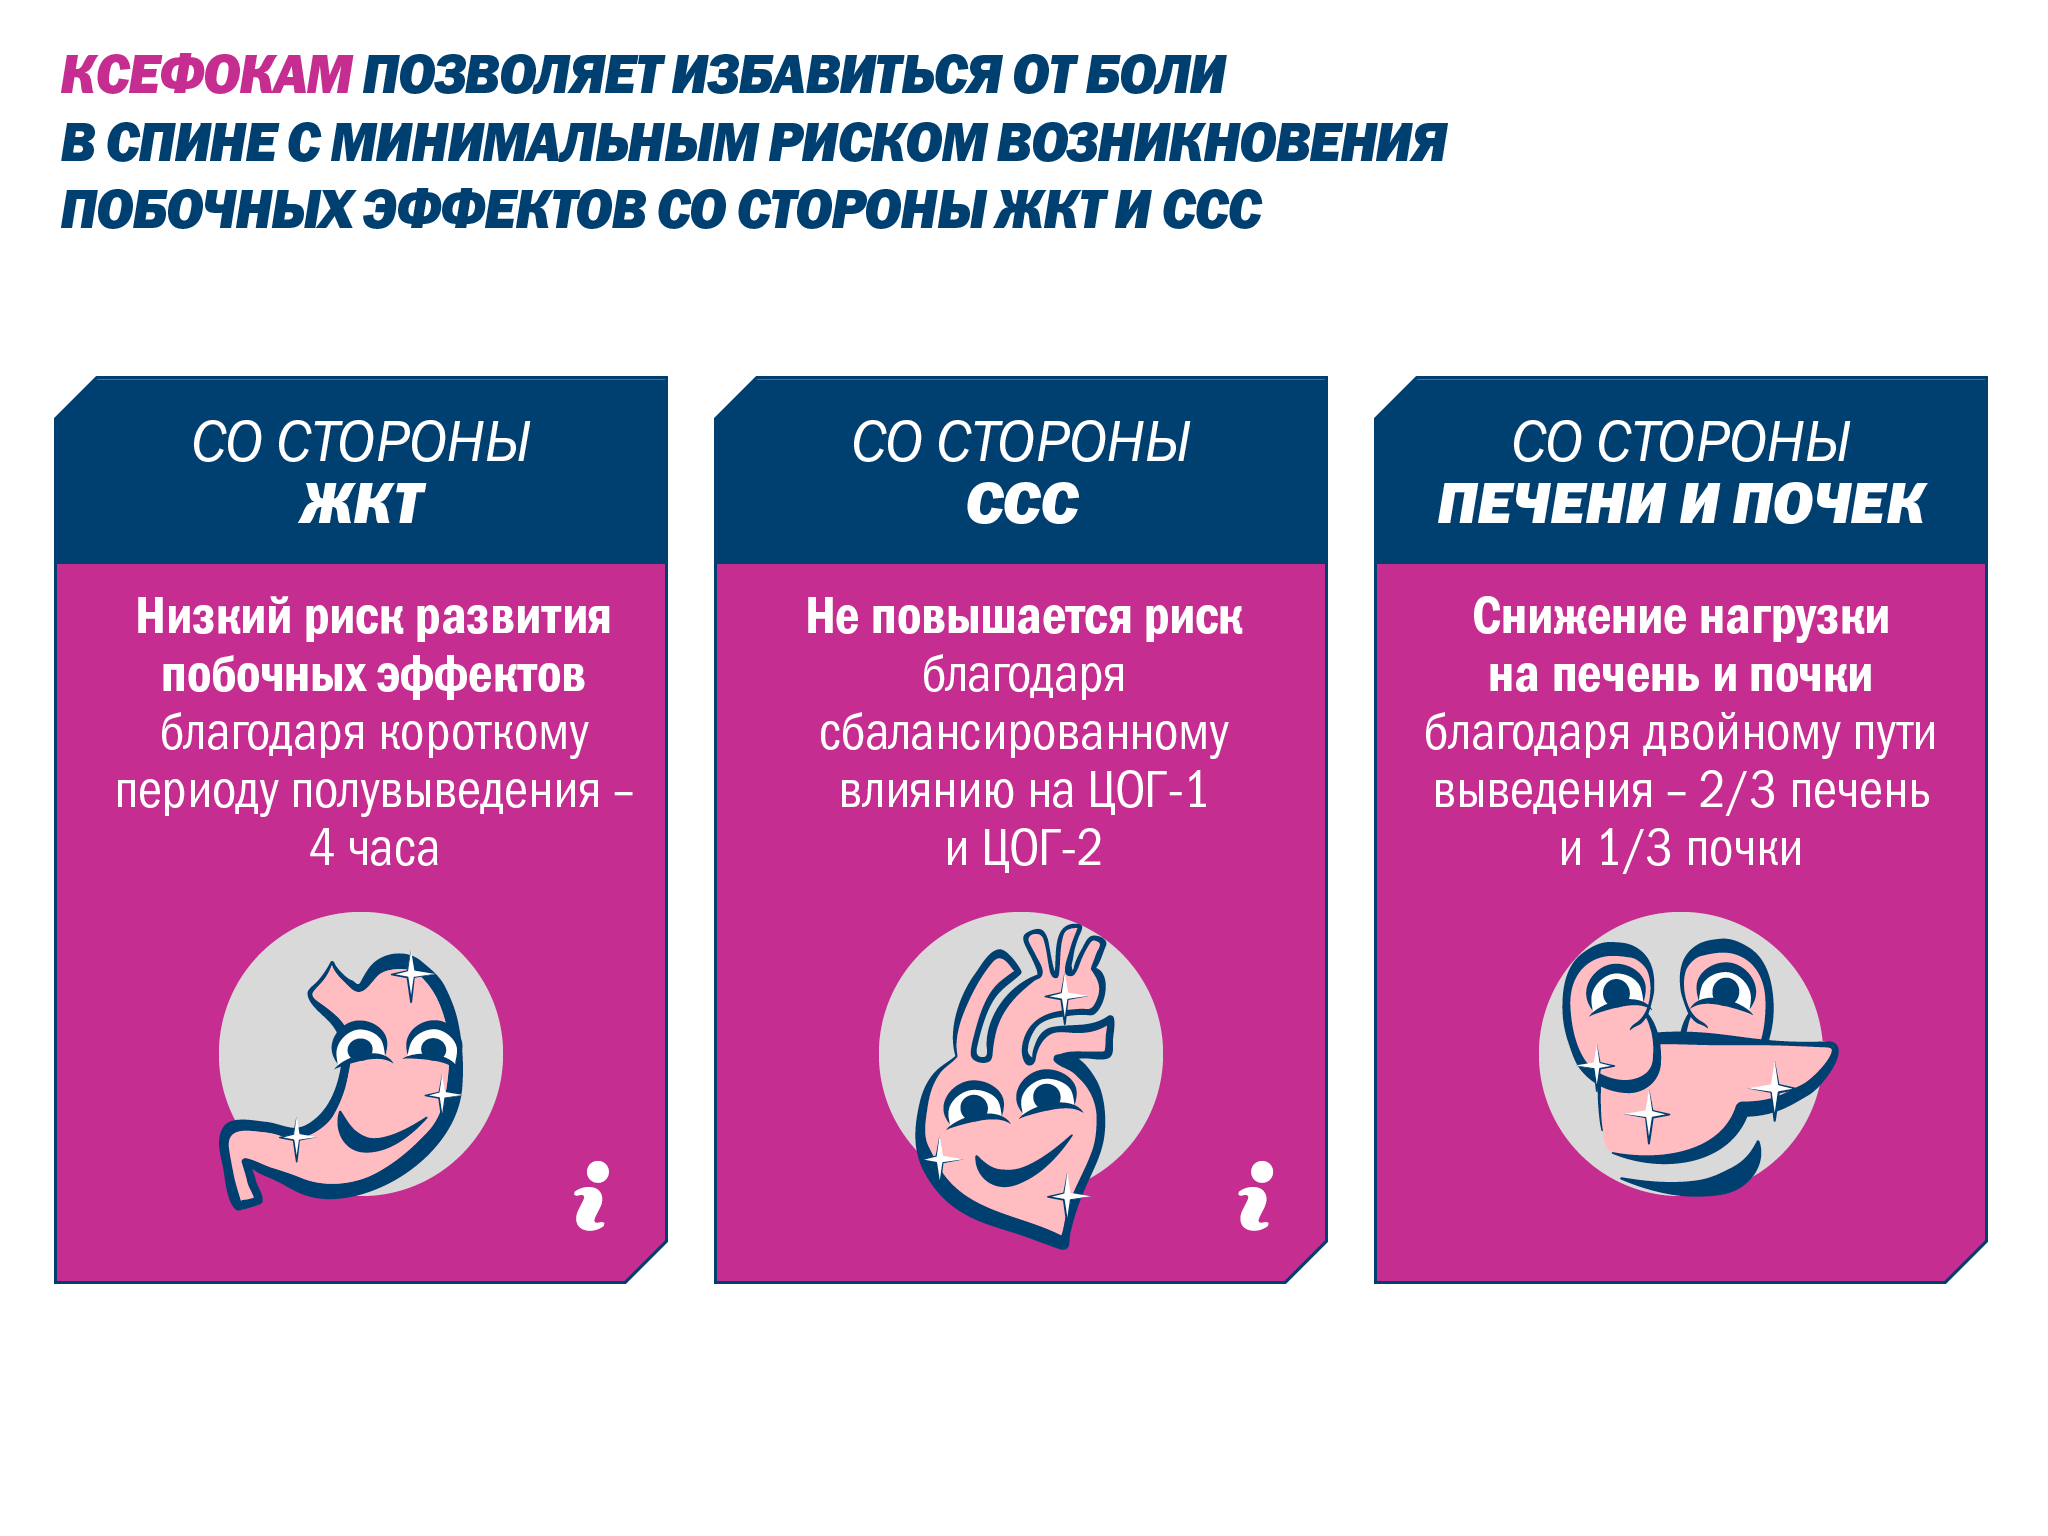 КСЕФОКАМ ПОЗВОЛЯЕТ ИЗБАВИТЬСЯ ОТ БОЛИ
В СПИНЕ С МИНИМАЛЬНЫМ РИСКОМ ВОЗНИКНОВЕНИЯ
ПОБОЧНЫХ ЭФФЕКТОВ СО СТОРОНЫ ЖКТ И ССС
СО СТОРОНЫ
ЖКТ
Низкий риск развития
побочных эффектов
благодаря короткому
периоду полувыведения –
4 часа
i
СО СТОРОНЫ
ССС
Не повышается риск
благодаря
сбалансированному
влиянию на ЦОГ-1
и ЦОГ-2
i
СО СТОРОНЫ
ПЕЧЕНИ И ПОЧЕК
Снижение нагрузки
на печень и почки
благодаря двойному пути
выведения – 2/3 печень
и 1/3 почки